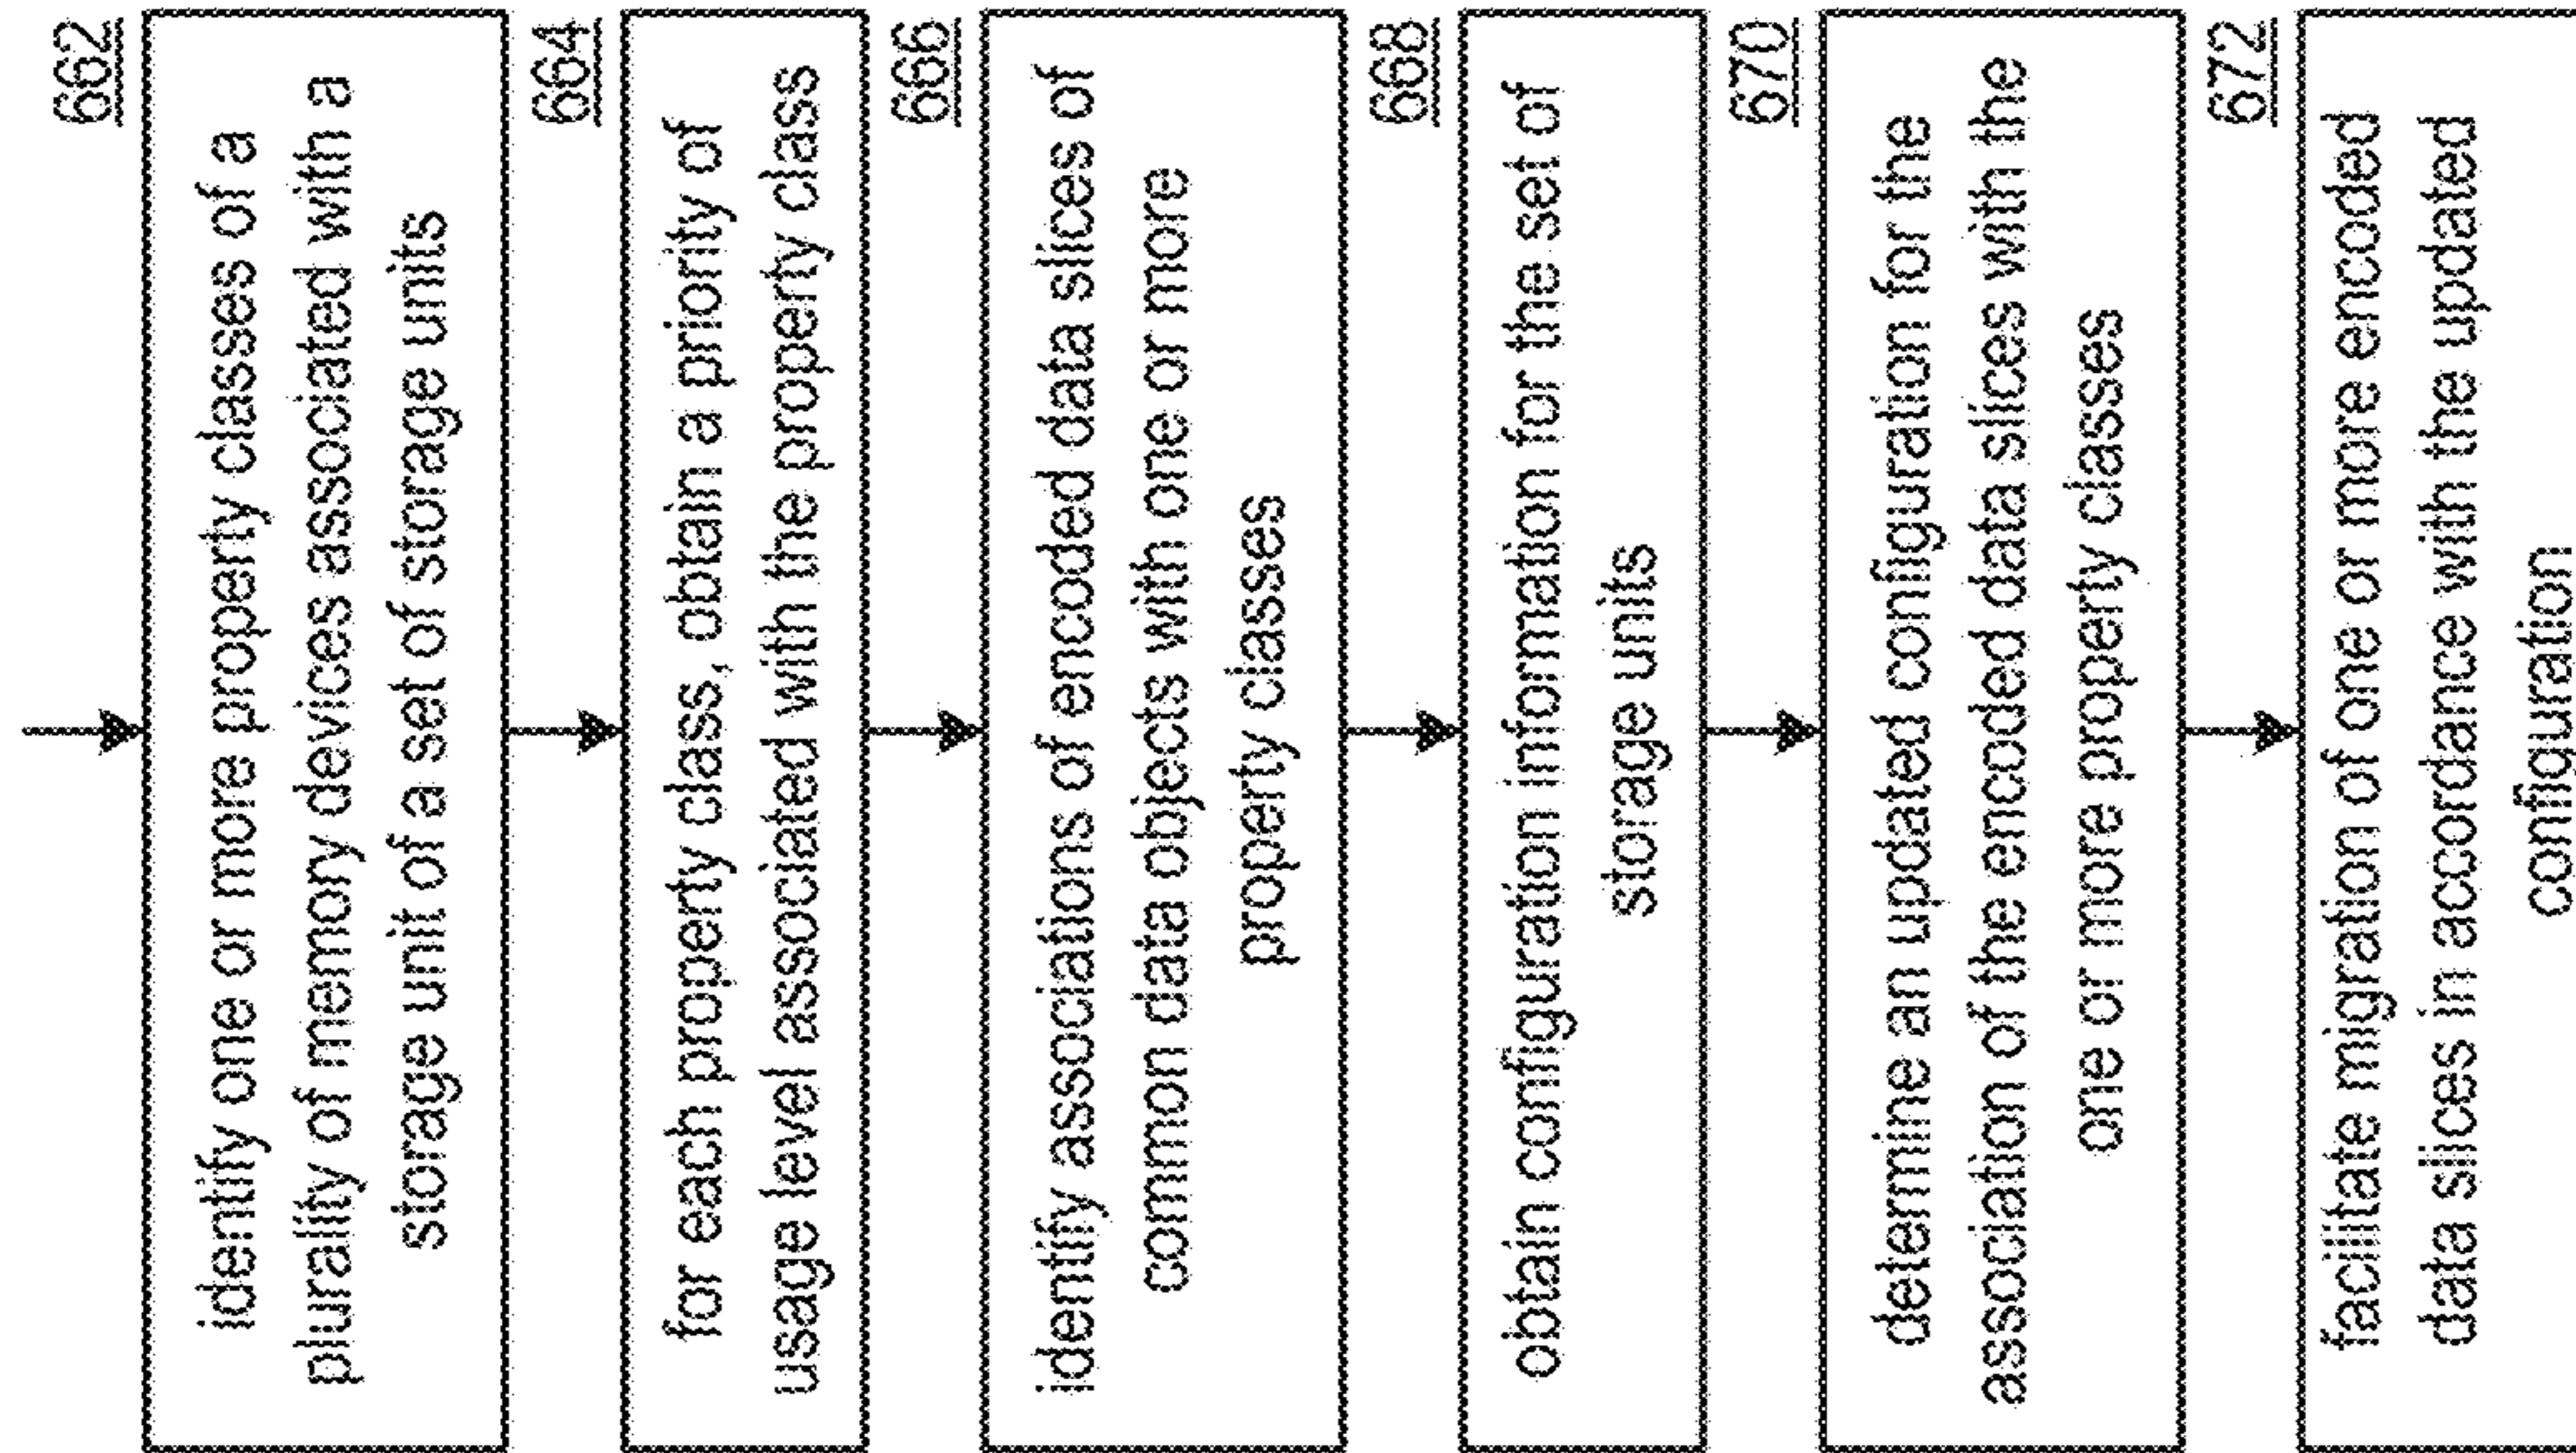 662
identify one or more property classes of a
plurality of memory devices associated with a
storage unit of a set of storage units
664
for each property class, obtain a priority of
usage level associated with the property class
666
identify associations of encoded data slices of
common data objects with one or more
property classes
668
obtain configuration information for the set of
storage units
670
determine an updated configuration for the
association of the encoded data slices with the
one or more property classes
672
facilitate migration of one or more encoded
data slices in accordance with the updated
configuration